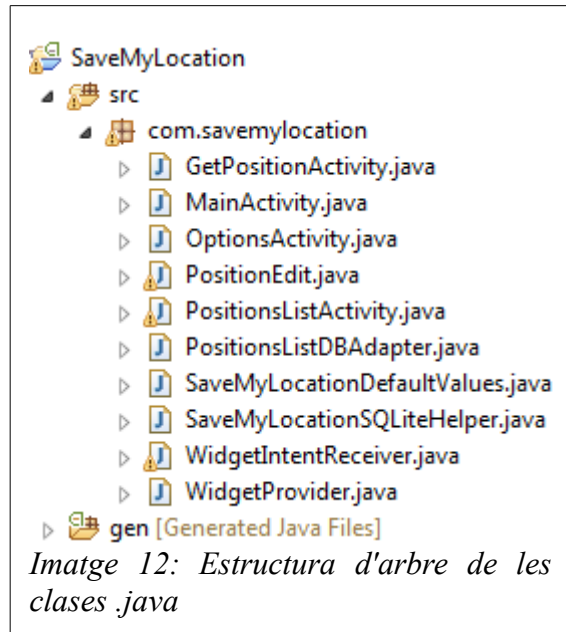 SaveMyLocation
src
com.savemylocation
GetPositionActivity.java
MainActivity.java
OptionsActivity.java
PositionEdit.java
PositionsListActivity.java
PositionsListDBAdapter.java
SaveMyLocationDefaultValues.java
SaveMyLocationSQLiteHelper.java
WidgetIntentReceiver.java
WidgetProvider.java
gen [Generated Java Files]
Imatge 12: Estructura d'arbre de les
clases .java